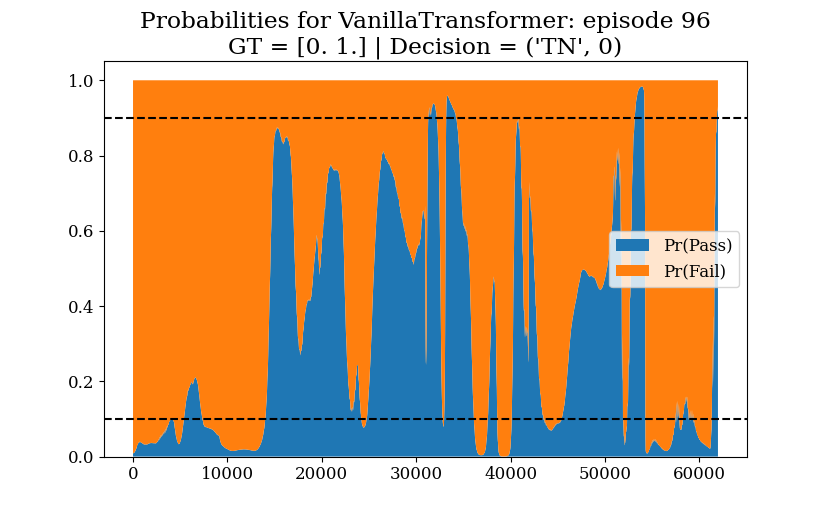 Probabilities for VanillaTransformer: episode 96
GT = [0. 1.] | Decision = ('TN', 0)
1.0
0.8
0.6
0.4
0.2
0.0
Pr(Pass)
Pr(Fail)
0 10000 20000 30000 40000 50000 60000